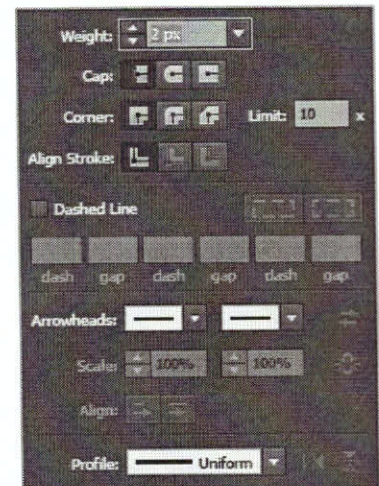 Weight: 2 px
Cap:
Corner: Limit: 10 x
Align Stroke:
Dashed Line
dash gap dash gap dash gap
Arrowheads:
Scale: 100% 100%
Align:
Profile: Uniform